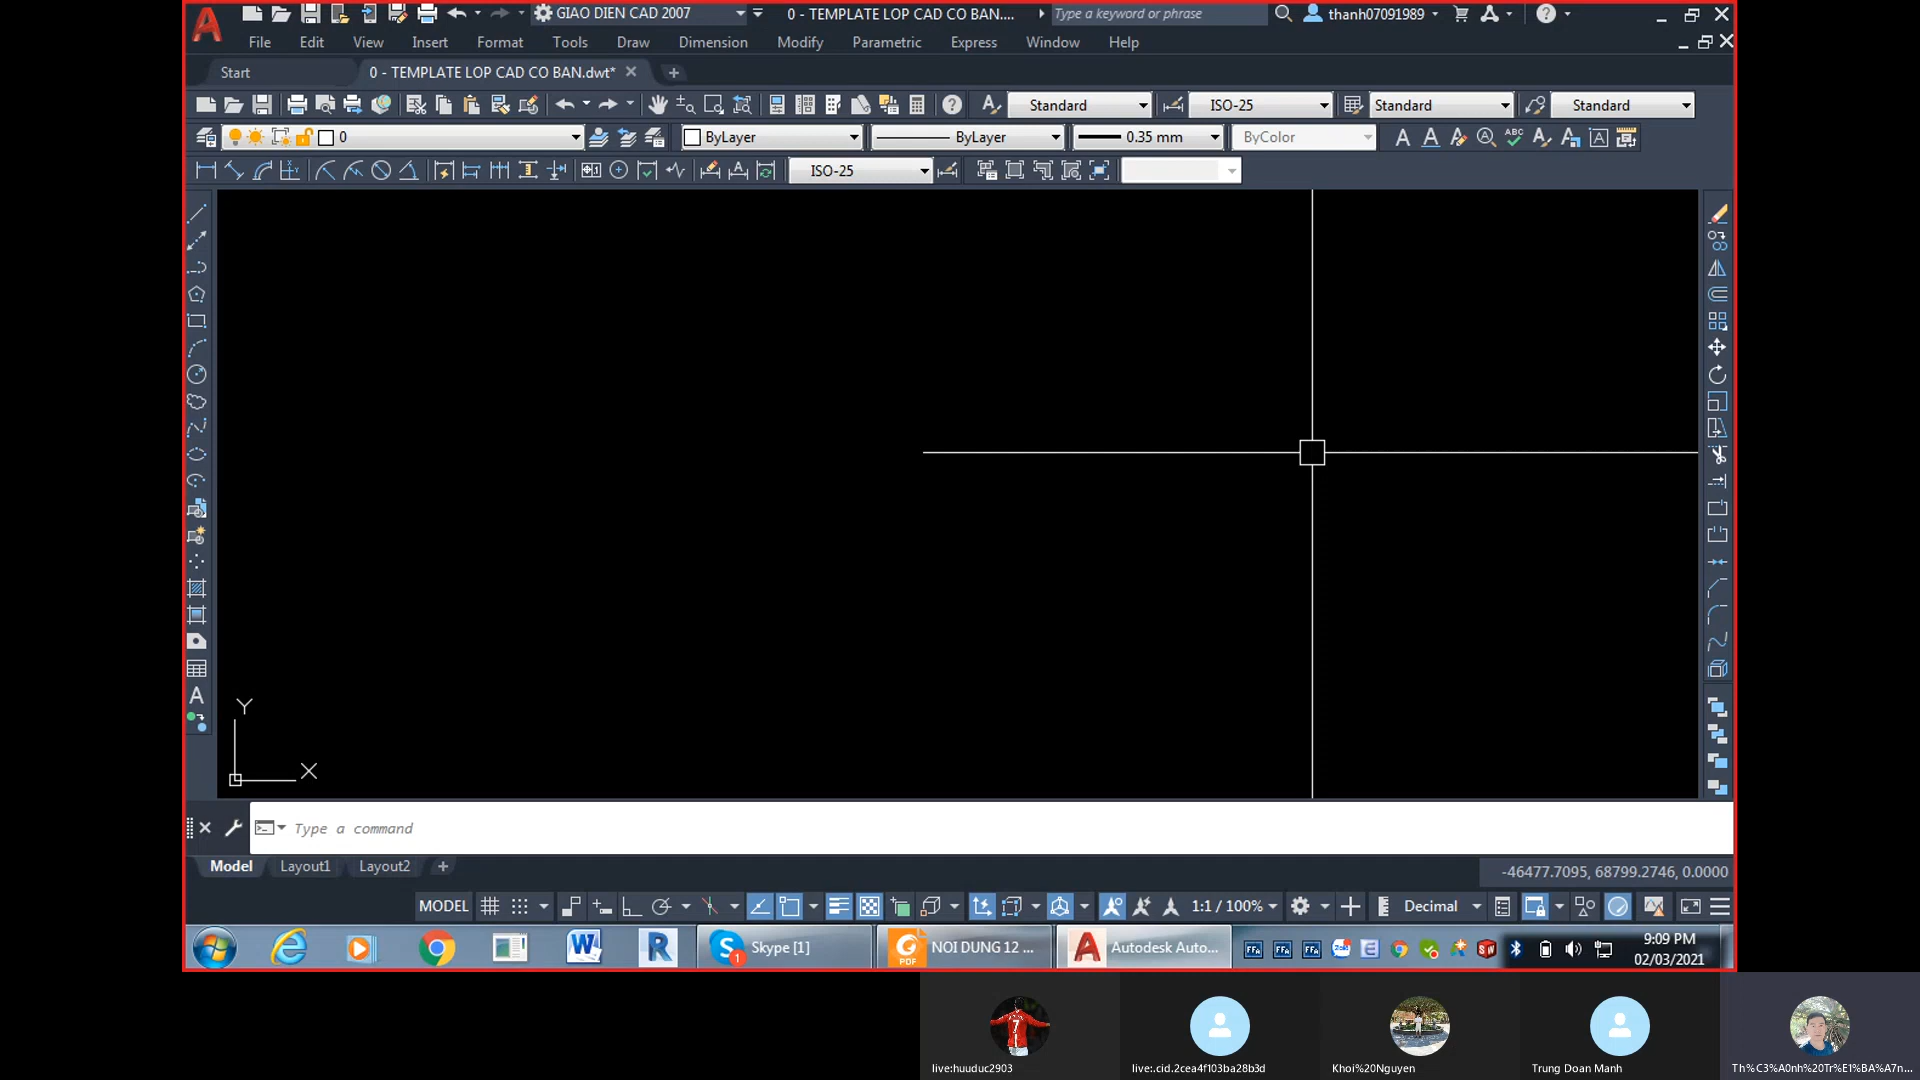 GIAO DIEN CAD 2007
0 - TEMPLATE LOP CAD CO BAN....
Type a keyword or phrase
thanh07091989
File Edit View Insert Format Tools Draw Dimension Modify Parametric Express Window Help
Start
0 - TEMPLATE LOP CAD CO BAN.dwt*
Standard
ISO-25
Standard
Standard
0
ByLayer
ByLayer
0.35 mm
ByColor
ISO-25
Y
X
Type a command
Model Layout1 Layout2
-46477.7095, 68799.2746, 0.0000
MODEL
1:1 / 100%
Decimal
Skype [1]
NOI DUNG 12 ...
Autodesk Auto...
9:09 PM
02/03/2021
live:huuduc2903
live:.cid.2cea4f103ba28b3d
Khoi%20Nguyen
Trung Doan Manh
Th%C3%A0nh%20Tr%E1%BA%A7n...